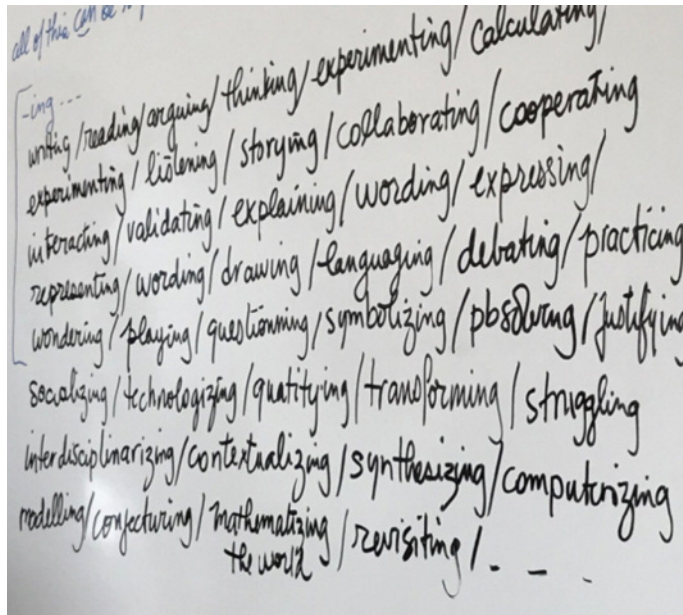 all of this can be
-ing ...
writing / reading / arguing / thinking / experimenting / calculating /
experimenting / listening / storying / collaborating / cooperating
interacting / validating / explaining / wording / expressing /
representing / wording / drawing / languaging / debating / practicing
wondering / playing / questionning / symbolizing / pbsolving / justifying
socializing / technologizing / quatifying / transforming / struggling
interdisciplinarizing / contextualizing / synthesizing / computerizing
modelling / conjecturing / mathematizing / revisiting / . _ _ .
the world